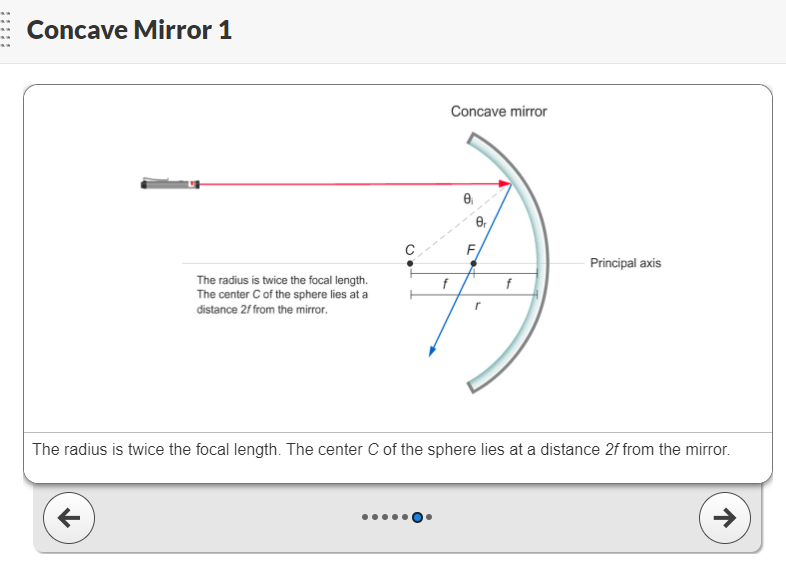 Concave Mirror 1
Concave mirror
θi
θr
C
F
Principal axis
The radius is twice the focal length.
The center C of the sphere lies at a
distance 2f from the mirror.
f
f
r
The radius is twice the focal length. The center C of the sphere lies at a distance 2f from the mirror.